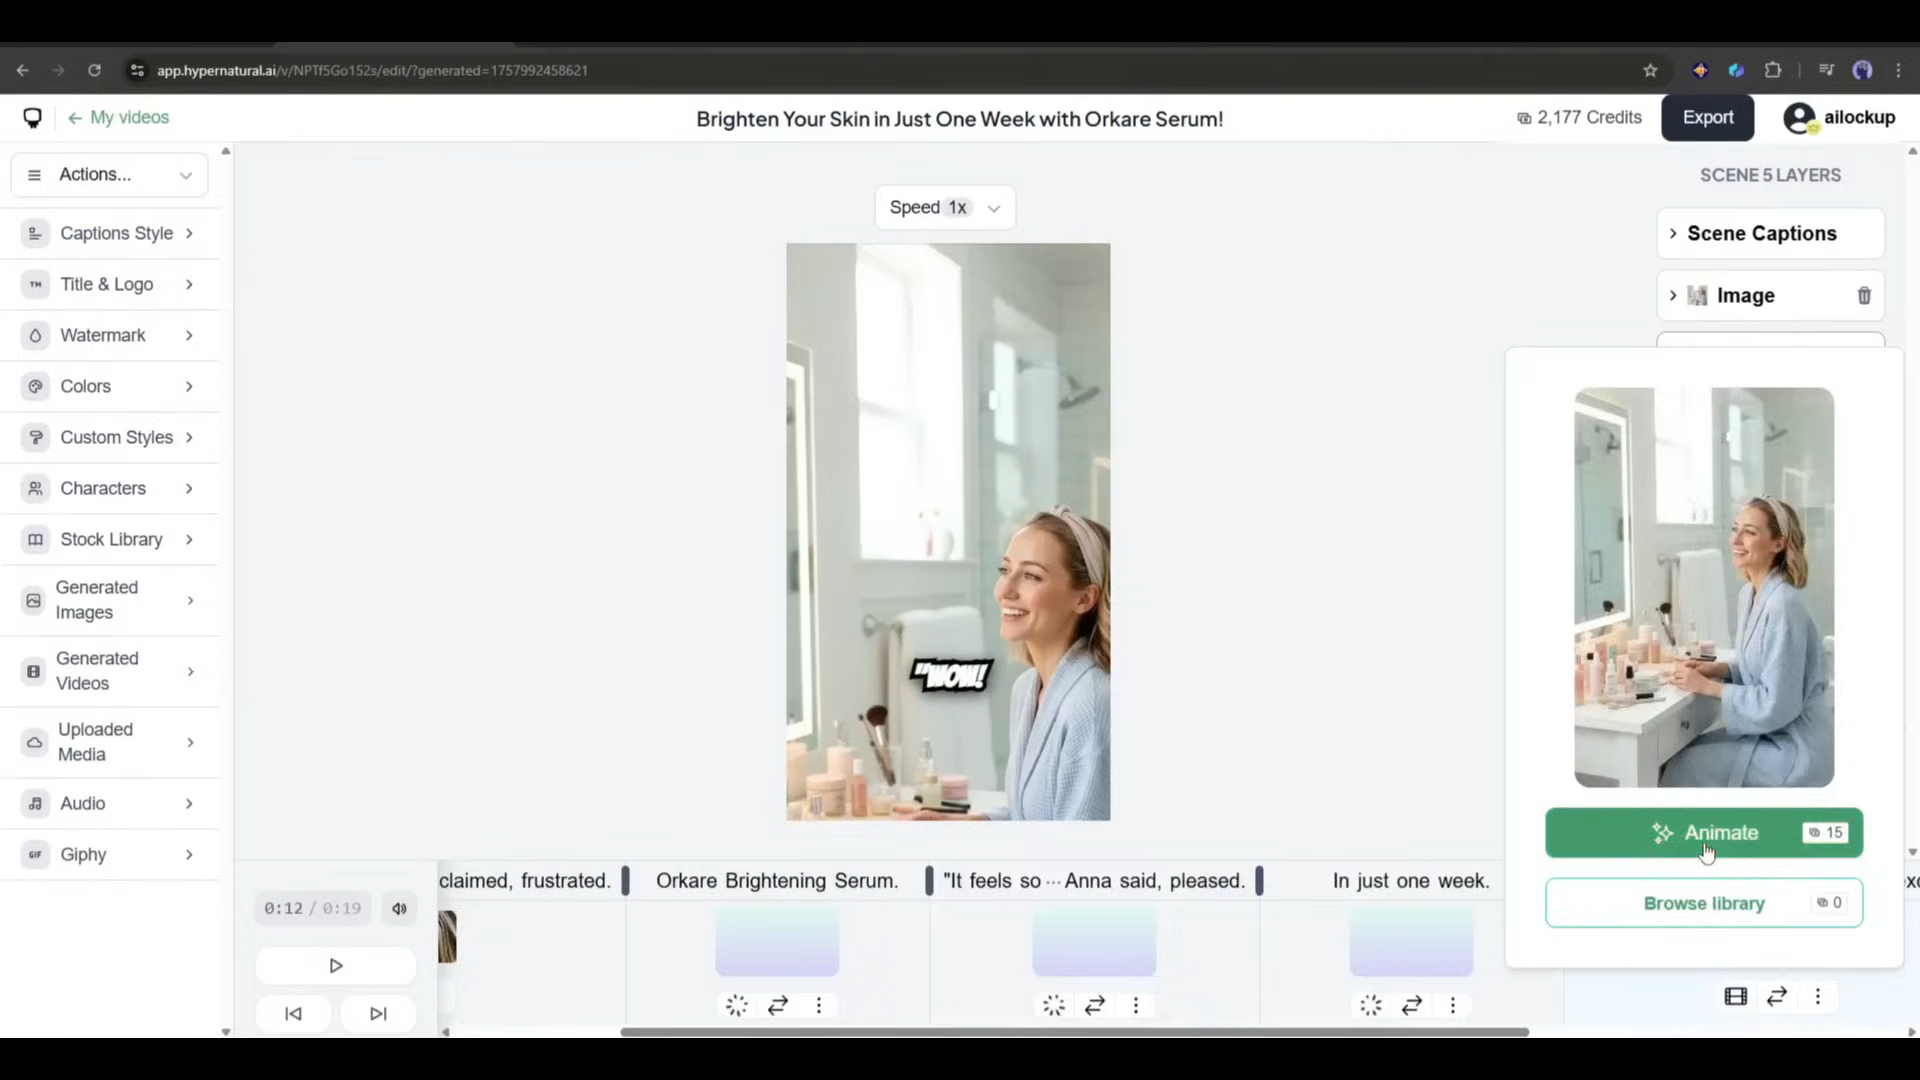 app.hypernatural.ai/v/NPTf5Go152s/edit/?generated=1757992458621
My videos
Brighten Your Skin in Just One Week with Orkare Serum!
2,177 Credits
Export
ailockup
Actions...
Captions Style
TM Title & Logo
Watermark
Colors
Custom Styles
Characters
Stock Library
Generated
Images
Generated
Videos
Uploaded
Media
Audio
GIF Giphy
Speed 1x
"WOW!
SCENE 5 LAYERS
Scene Captions
Image
Animate 15
Browse library 0
0:12 / 0:19
claimed, frustrated.
Orkare Brightening Serum.
"It feels so ··· Anna said, pleased.
In just one week.